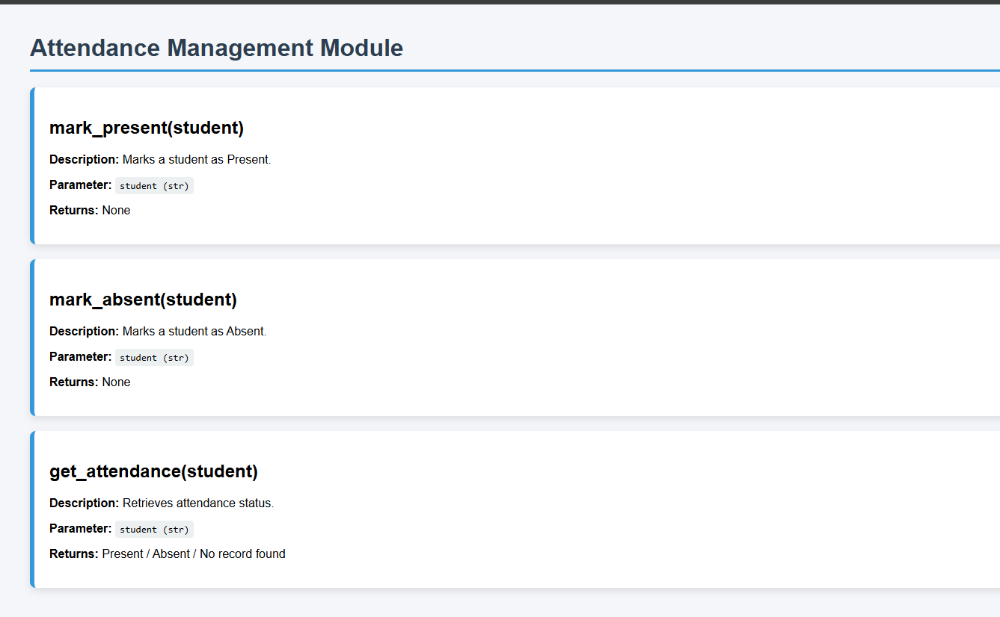 Attendance Management Module
mark_present(student)
Description: Marks a student as Present.
Parameter: student (str)
Returns: None
mark_absent(student)
Description: Marks a student as Absent.
Parameter: student (str)
Returns: None
get_attendance(student)
Description: Retrieves attendance status.
Parameter: student (str)
Returns: Present / Absent / No record found